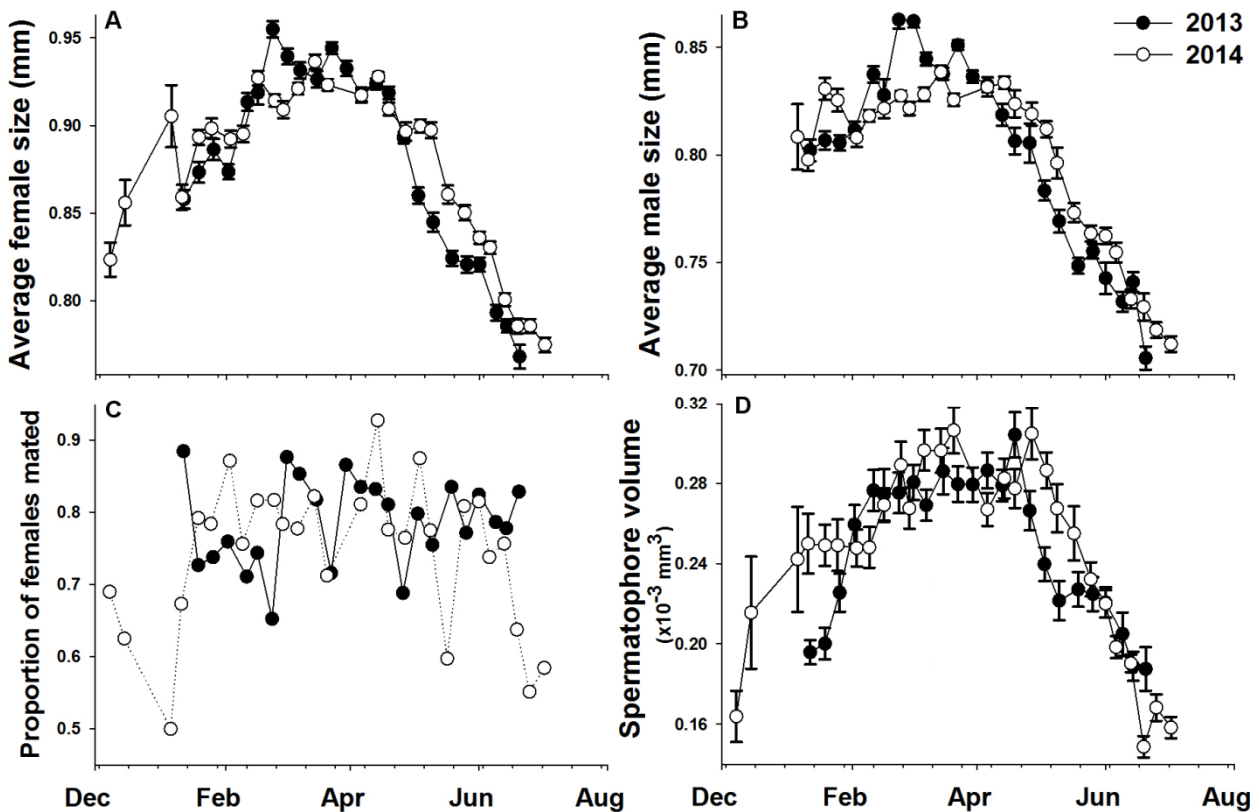 A
Average female size (mm)
0.95
0.90
0.85
0.80
B
2013
2014
Average male size (mm)
0.85
0.80
0.75
0.70
C
Proportion of females mated
0.9
0.8
0.7
0.6
0.5
Dec Feb Apr Jun Aug
D
Spermatophore volume
(x10⁻³ mm³)
0.32
0.28
0.24
0.20
0.16
Dec Feb Apr Jun Aug